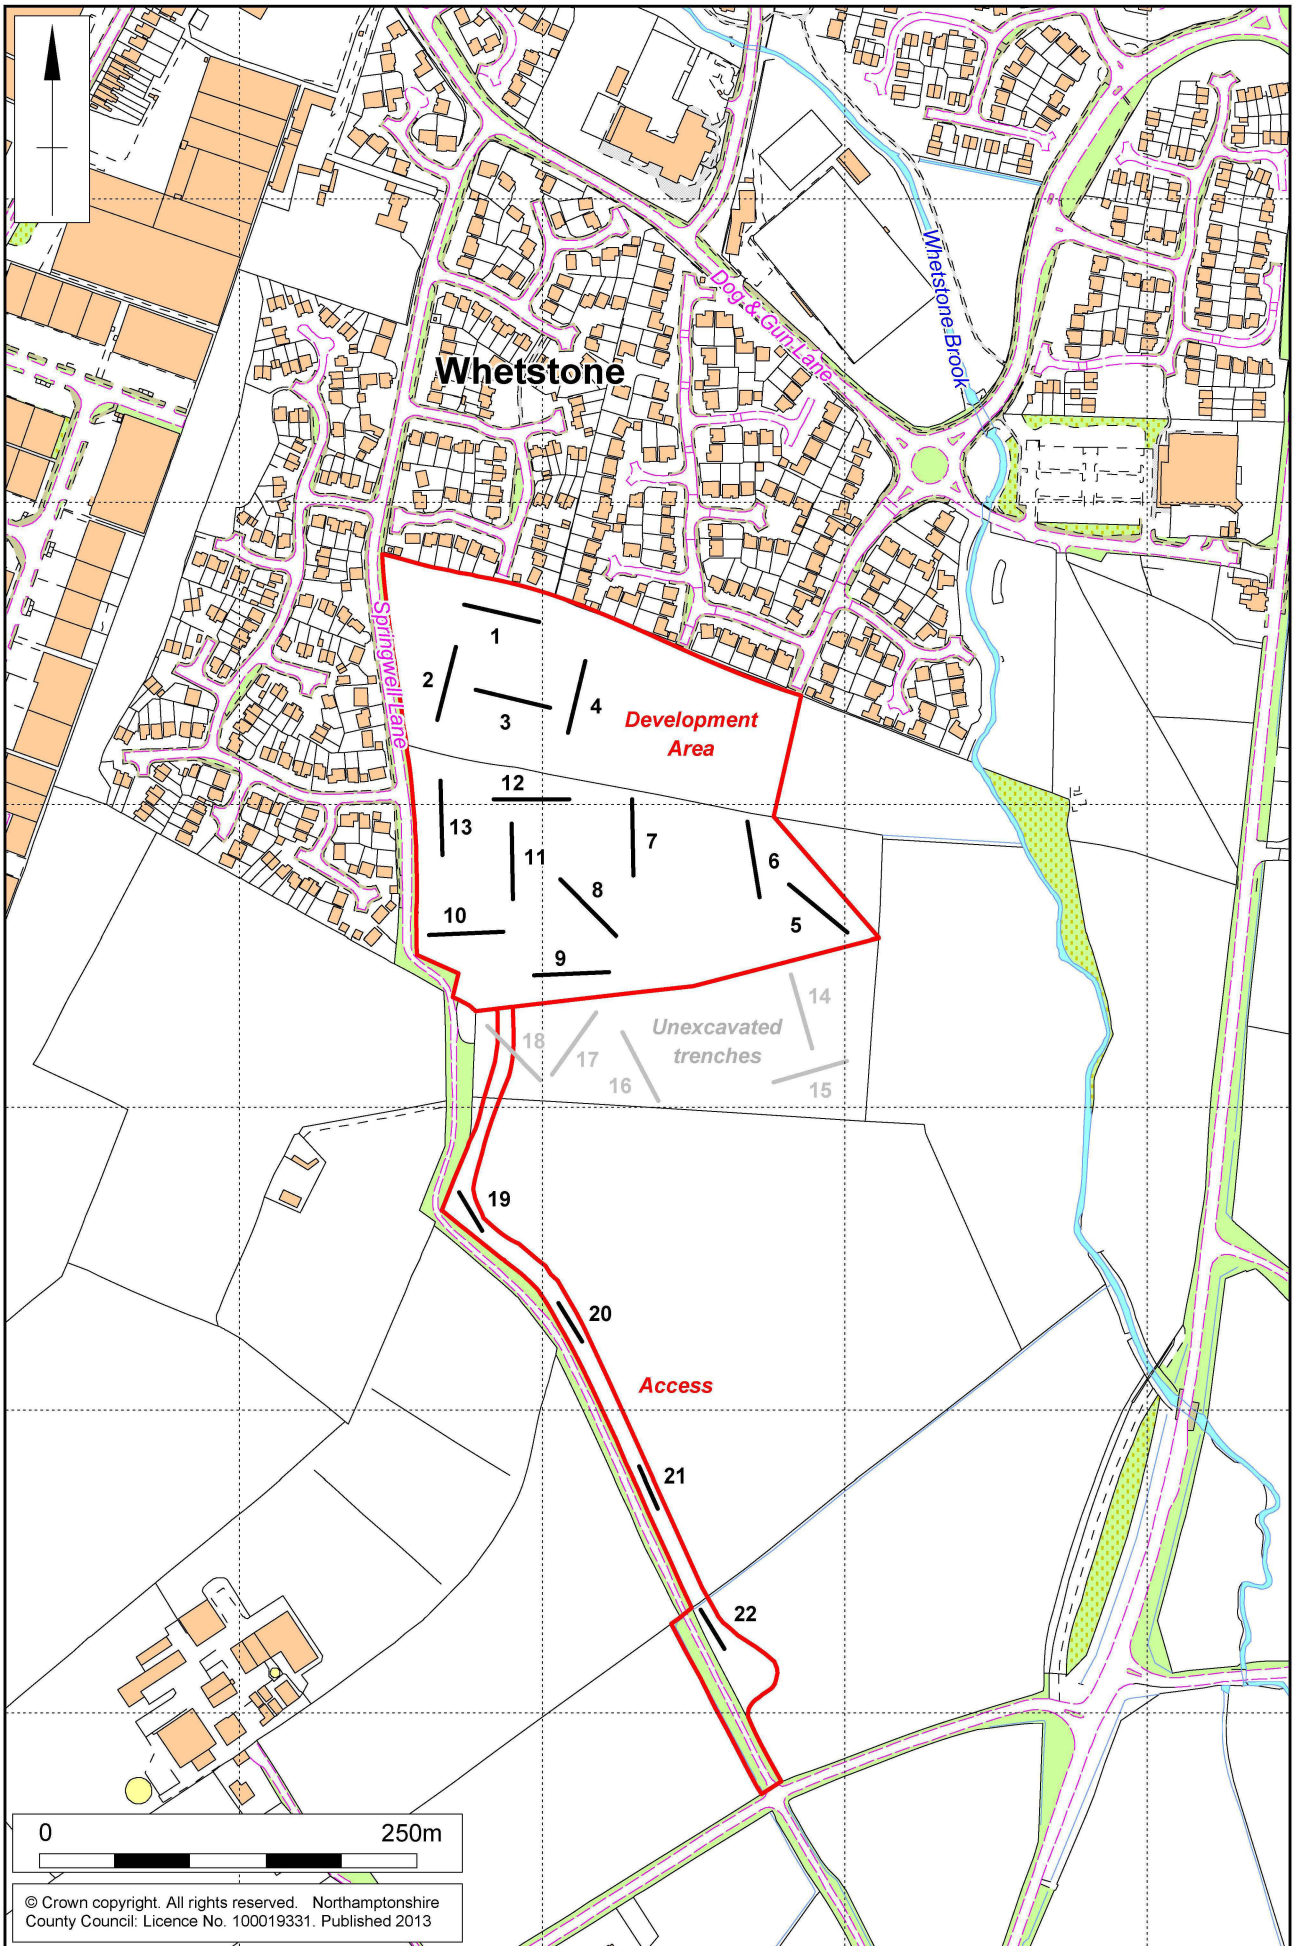 Whetstone Brook
Dog & Gun Lane
Whetstone
Springwell Lane
1
2
3
4
Development
Area
12
13
11
7
6
8
5
10
9
14
Unexcavated
trenches
18
17
16
15
19
20
Access
21
22
0 250m
© Crown copyright. All rights reserved. Northamptonshire
County Council: Licence No. 100019331. Published 2013